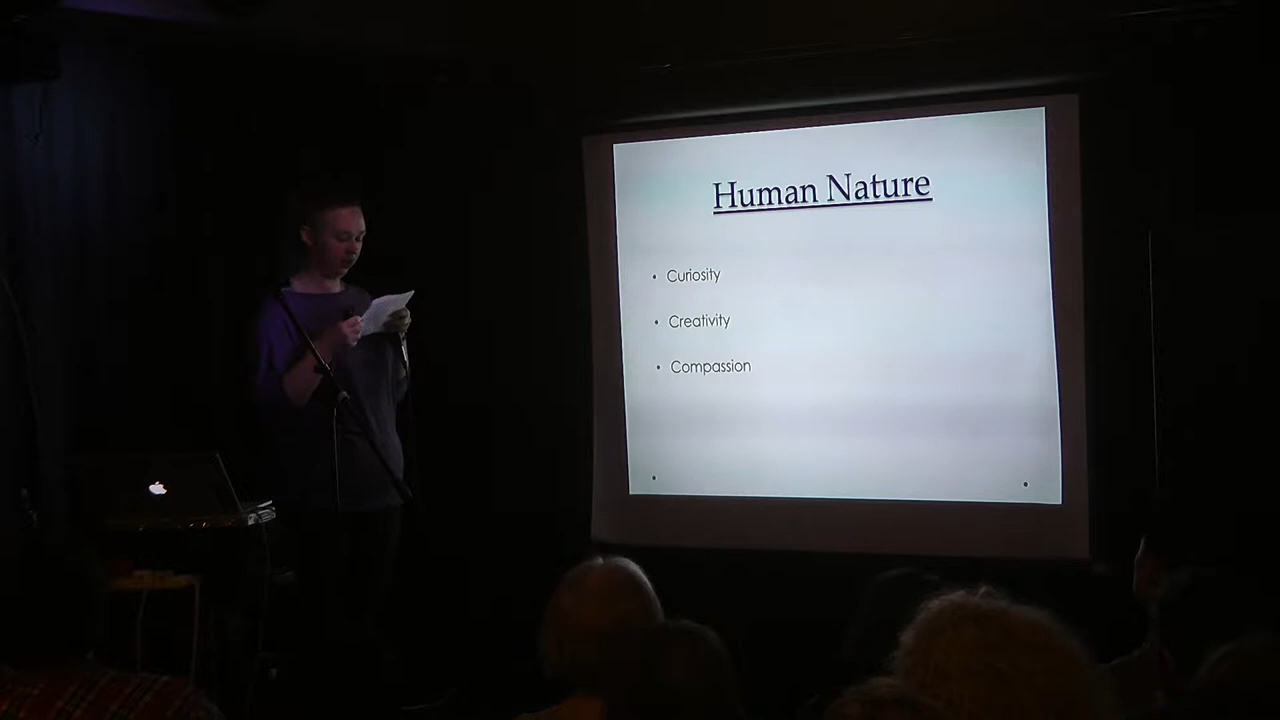 Human Nature
• Curiosity
• Creativity
• Compassion